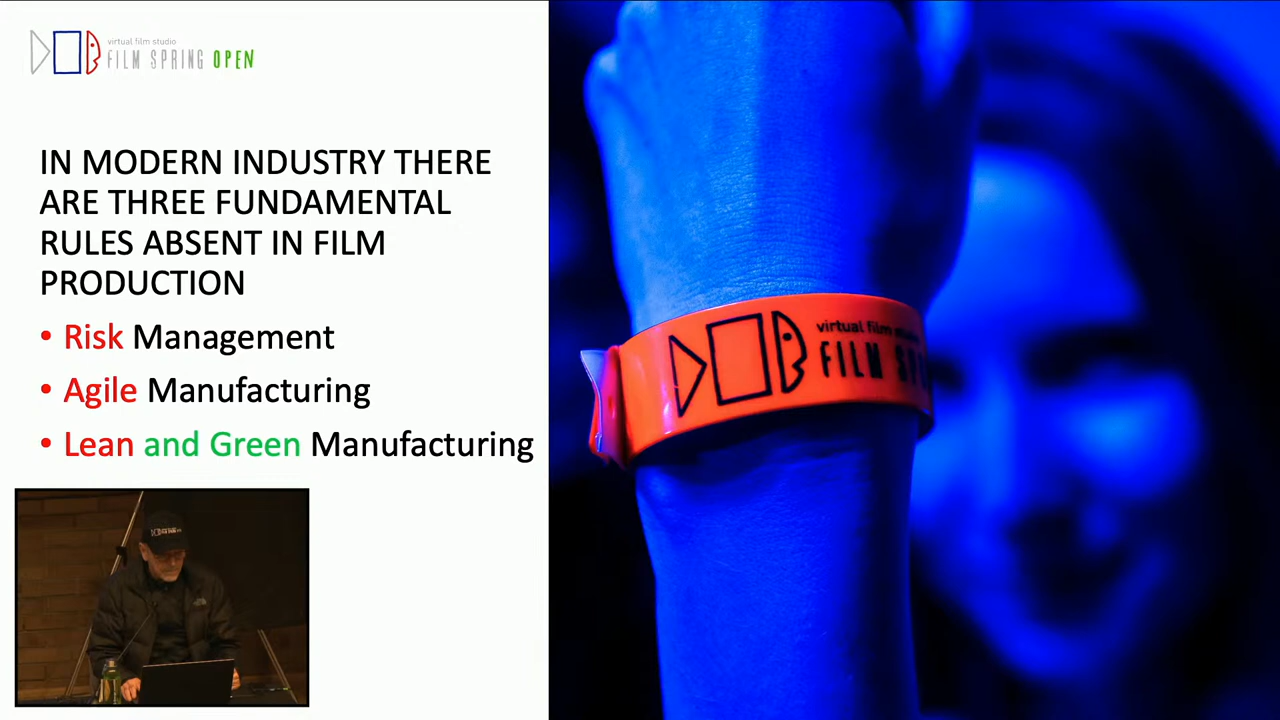 virtual film studio
FILM SPRING OPEN
IN MODERN INDUSTRY THERE
ARE THREE FUNDAMENTAL
RULES ABSENT IN FILM
PRODUCTION
• Risk Management
• Agile Manufacturing
• Lean and Green Manufacturing
virtual film
FILM